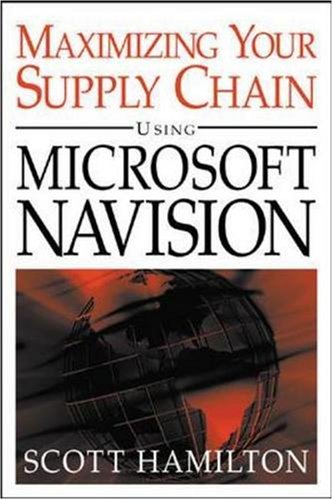 MAXIMIZING YOUR
SUPPLY CHAIN
USING
MICROSOFT
NAVISION
SCOTT HAMILTON